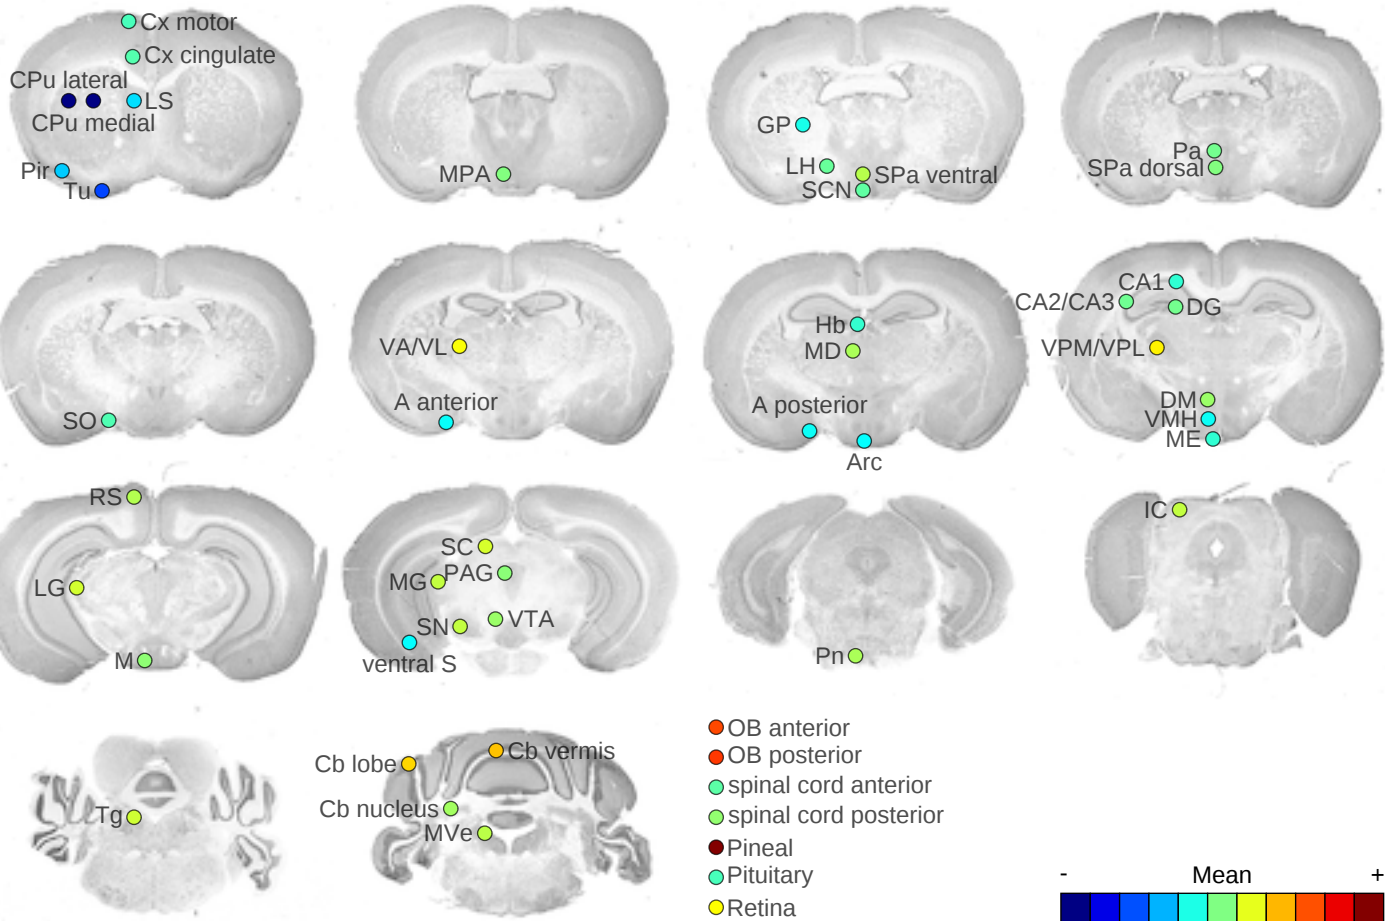 Cx motor
Cx cingulate
CPu lateral
LS
CPu medial
Pir
Tu
MPA
GP
LH
SPa ventral
SCN
Pa
SPa dorsal
SO
VA/VL
A anterior
Hb
MD
A posterior
Arc
CA1
CA2/CA3
DG
VPM/VPL
DM
VMH
ME
RS
LG
M
SC
MG
PAG
SN
VTA
ventral S
Pn
IC
Tg
Cb vermis
Cb lobe
Cb nucleus
MVe
OB anterior
OB posterior
spinal cord anterior
spinal cord posterior
Pineal
Pituitary
Retina
- Mean +